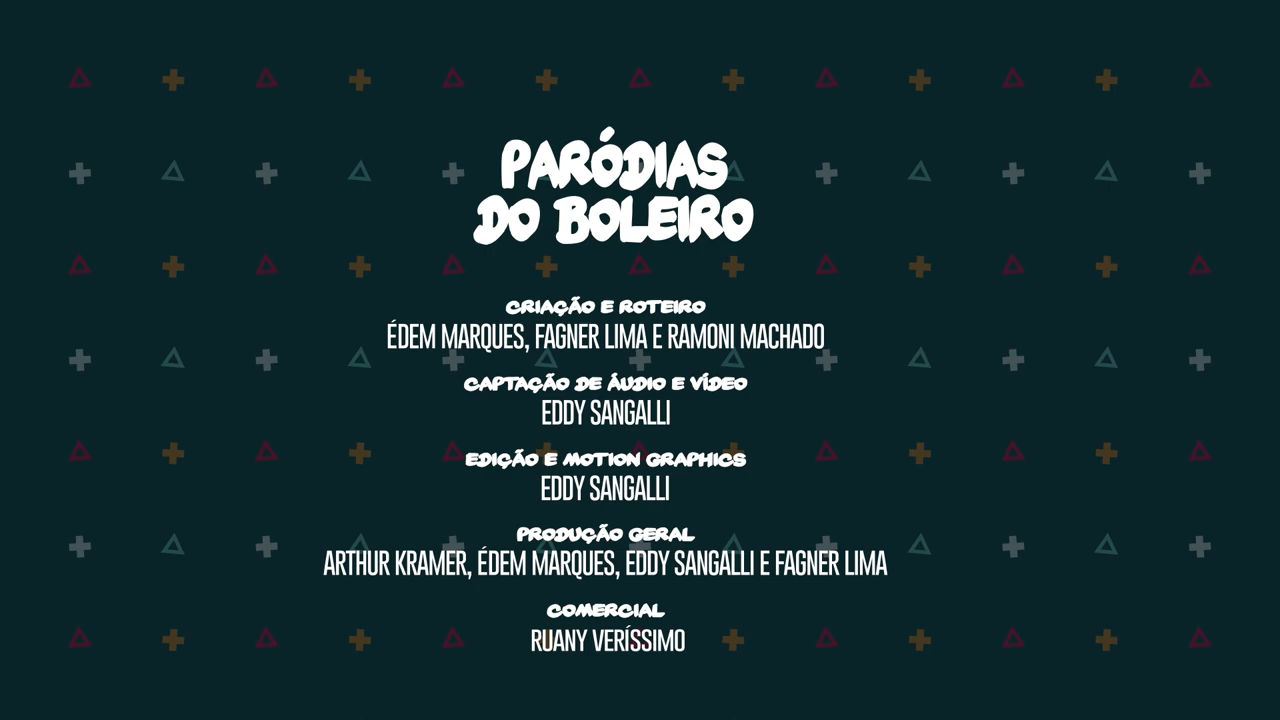 PARÓDIAS
DO BOLEIRO
CRIAÇÃO E ROTEIRO
ÉDEM MARQUES, FAGNER LIMA E RAMONI MACHADO
CAPTAÇÃO DE ÁUDIO E VÍDEO
EDDY SANGALLI
EDIÇÃO E MOTION GRAPHICS
EDDY SANGALLI
PRODUÇÃO GERAL
ARTHUR KRAMER, ÉDEM MARQUES, EDDY SANGALLI E FAGNER LIMA
COMERCIAL
RUANY VERÍSSIMO